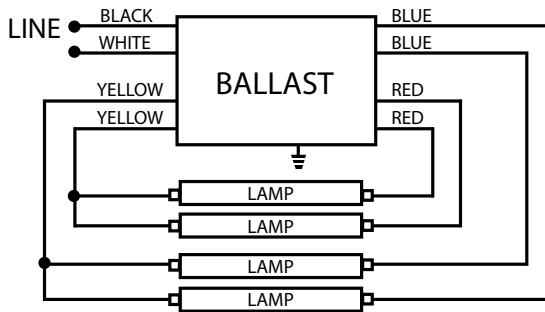 BLACK
BLUE
LINE
WHITE
BLUE
BALLAST
YELLOW
RED
YELLOW
RED
LAMP
LAMP
LAMP
LAMP